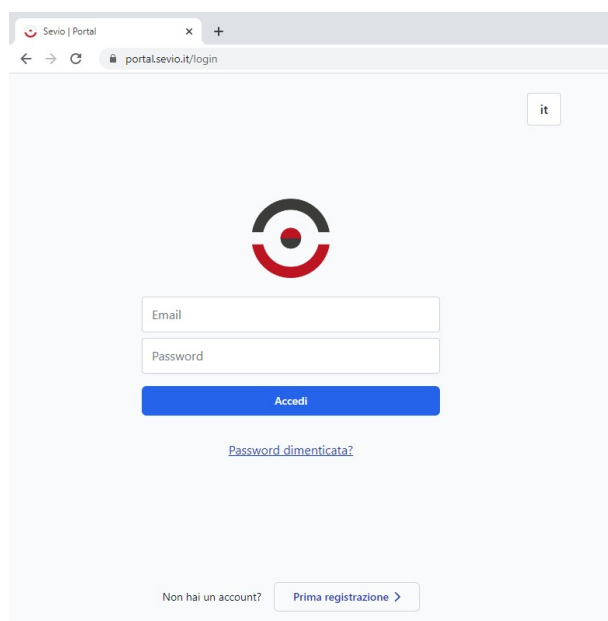 Sevio | Portal
portal.sevio.it/login
it
Email
Password
Accedi
Password dimenticata?
Non hai un account? Prima registrazione